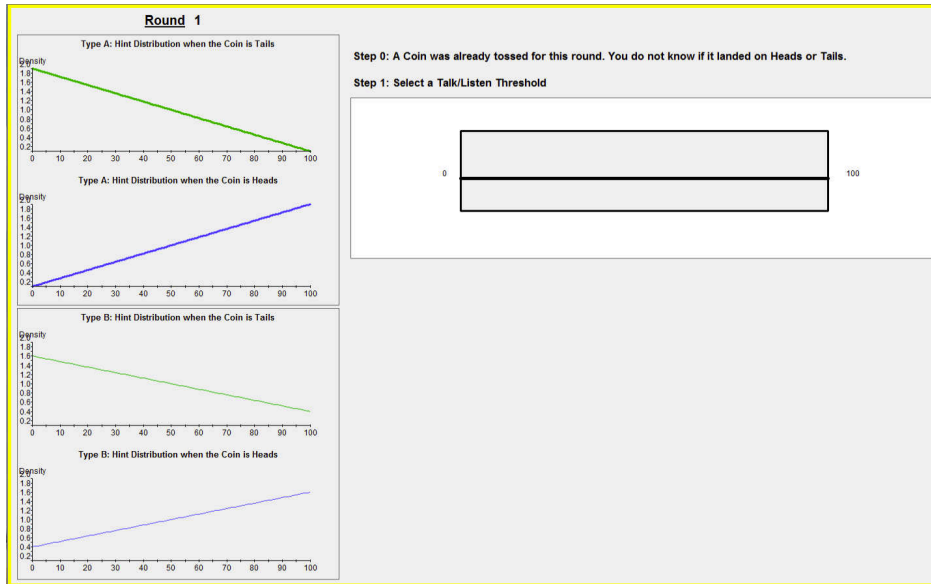 Round 1
Type A: Hint Distribution when the Coin is Tails
Density
2.0
1.8
1.6
1.4
1.2
1.0
0.8
0.6
0.4
0.2
0 10 20 30 40 50 60 70 80 90 100
Type A: Hint Distribution when the Coin is Heads
Density
2.0
1.8
1.6
1.4
1.2
1.0
0.8
0.6
0.4
0.2
0 10 20 30 40 50 60 70 80 90 100
Type B: Hint Distribution when the Coin is Tails
Density
2.0
1.8
1.6
1.4
1.2
1.0
0.8
0.6
0.4
0.2
0 10 20 30 40 50 60 70 80 90 100
Type B: Hint Distribution when the Coin is Heads
Density
2.0
1.8
1.6
1.4
1.2
1.0
0.8
0.6
0.4
0.2
0 10 20 30 40 50 60 70 80 90 100
Step 0: A Coin was already tossed for this round. You do not know if it landed on Heads or Tails.
Step 1: Select a Talk/Listen Threshold
0 100